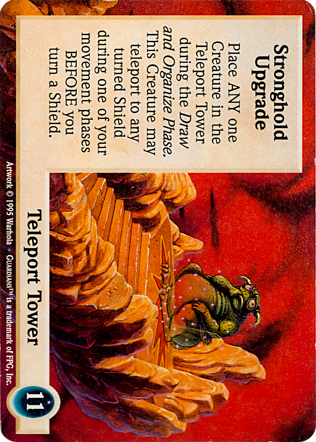 Stronghold
Upgrade
Place ANY one
Creature in the
Teleport Tower
during the Draw
and Organize Phase.
This Creature may
teleport to any
turned Shield
during one of your
movement phases
BEFORE you
turn a Shield.
Teleport Tower
Artwork © 1995 Warhola • GUARDIANS™ is a trademark of FPG, Inc.
11